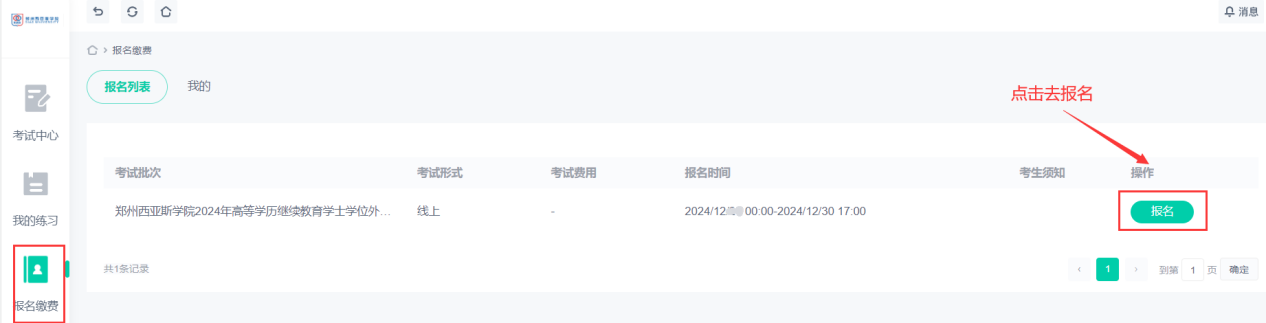 消息
报名缴费
报名列表 我的
点击去报名
考试中心
考试批次 考试形式 考试费用 报名时间 考生须知 操作
郑州西亚斯学院2024年高等学历继续教育学士学位外... 线上 - 2024/12/ 00:00-2024/12/30 17:00 报名
我的练习
共1条记录 1 到第 1 页 确定
报名缴费